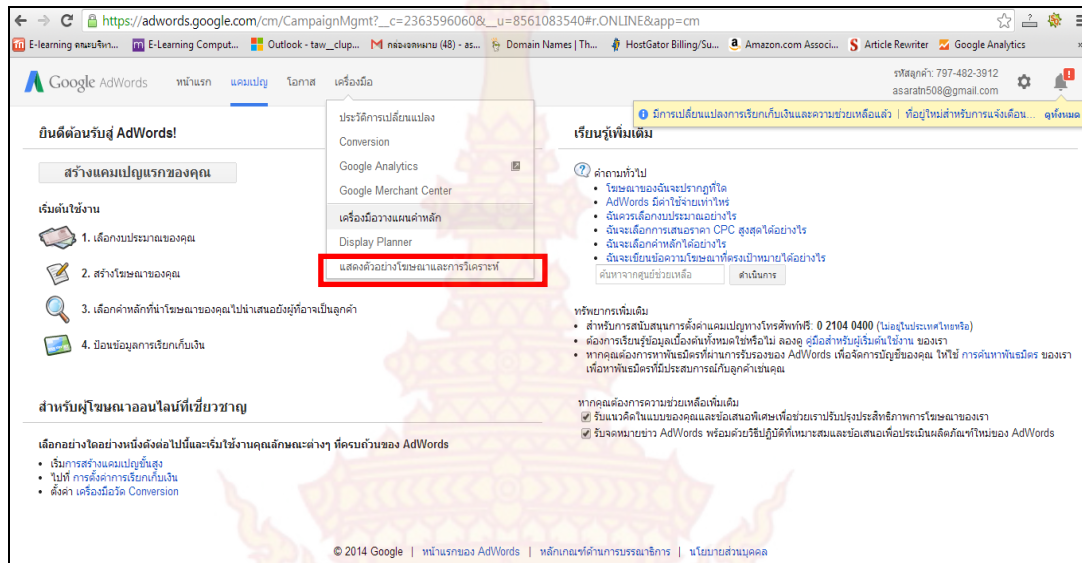 https://adwords.google.com/cm/CampaignMgmt?__c=2363596060&__u=8561083540#r.ONLINE&app=cm
E-learning คณะบริหา... E-Learning Comput... Outlook - taw__clup... กล่องจดหมาย (48) - as... Domain Names | Th... HostGator Billing/Su... Amazon.com Associ... Article Rewriter Google Analytics
Google AdWords หน้าแรก แคมเปญ โอกาส เครื่องมือ
รหัสลูกค้า: 797-482-3912
asaratn508@gmail.com
มีการเปลี่ยนแปลงการเรียกเก็บเงินและความช่วยเหลือแล้ว | ที่อยู่ใหม่สำหรับการแจ้งเตือน... ดูทั้งหมด
ประวัติการเปลี่ยนแปลง
Conversion
Google Analytics
Google Merchant Center
เครื่องมือวางแผนคำหลัก
Display Planner
แสดงตัวอย่างโฆษณาและการวิเคราะห์
ยินดีต้อนรับสู่ AdWords!
สร้างแคมเปญแรกของคุณ
เริ่มต้นใช้งาน
1. เลือกงบประมาณของคุณ
2. สร้างโฆษณาของคุณ
3. เลือกคำหลักที่นำโฆษณาของคุณไปนำเสนอยังผู้ที่อาจเป็นลูกค้า
4. ป้อนข้อมูลการเรียกเก็บเงิน
สำหรับผู้โฆษณาออนไลน์ที่เชี่ยวชาญ
เลือกอย่างใดอย่างหนึ่งดังต่อไปนี้และเริ่มใช้งานคุณลักษณะต่างๆ ที่ครบถ้วนของ AdWords
เริ่มการสร้างแคมเปญขั้นสูง
ไปที่ การตั้งค่าการเรียกเก็บเงิน
ตั้งค่า เครื่องมือวัด Conversion
เรียนรู้เพิ่มเติม
คำถามทั่วไป
โฆษณาของฉันจะปรากฏที่ใด
AdWords มีค่าใช้จ่ายเท่าไหร่
ฉันควรเลือกงบประมาณอย่างไร
ฉันจะเลือกการเสนอราคา CPC สูงสุดได้อย่างไร
ฉันจะเลือกคำหลักได้อย่างไร
ฉันจะเขียนข้อความโฆษณาที่ตรงเป้าหมายได้อย่างไร
ค้นหาจากศูนย์ช่วยเหลือ ดำเนินการ
ทรัพยากรเพิ่มเติม
สำหรับการสนับสนุนการตั้งค่าแคมเปญทางโทรศัพท์ฟรี: 0 2104 0400 (ไม่อยู่ในประเทศไทยหรือ)
ต้องการเรียนรู้ข้อมูลเบื้องต้นทั้งหมดใช่หรือไม่ ลองดู คู่มือสำหรับผู้เริ่มต้นใช้งาน ของเรา
หากคุณต้องการหาพันธมิตรที่ผ่านการรับรองของ AdWords เพื่อจัดการบัญชีของคุณ ให้ใช้ การค้นหาพันธมิตร ของเรา
เพื่อหาพันธมิตรที่มีประสบการณ์กับลูกค้าเช่นคุณ
หากคุณต้องการความช่วยเหลือเพิ่มเติม
รับแนวคิดในแบบของคุณและข้อเสนอพิเศษเพื่อช่วยเราปรับปรุงประสิทธิภาพการโฆษณาของเรา
รับจดหมายข่าว AdWords พร้อมด้วยวิธีปฏิบัติที่เหมาะสมและข้อเสนอเพื่อประเมินผลิตภัณฑ์ใหม่ของ AdWords
© 2014 Google | หน้าแรกของ AdWords | หลักเกณฑ์ด้านการบรรณาธิการ | นโยบายส่วนบุคคล